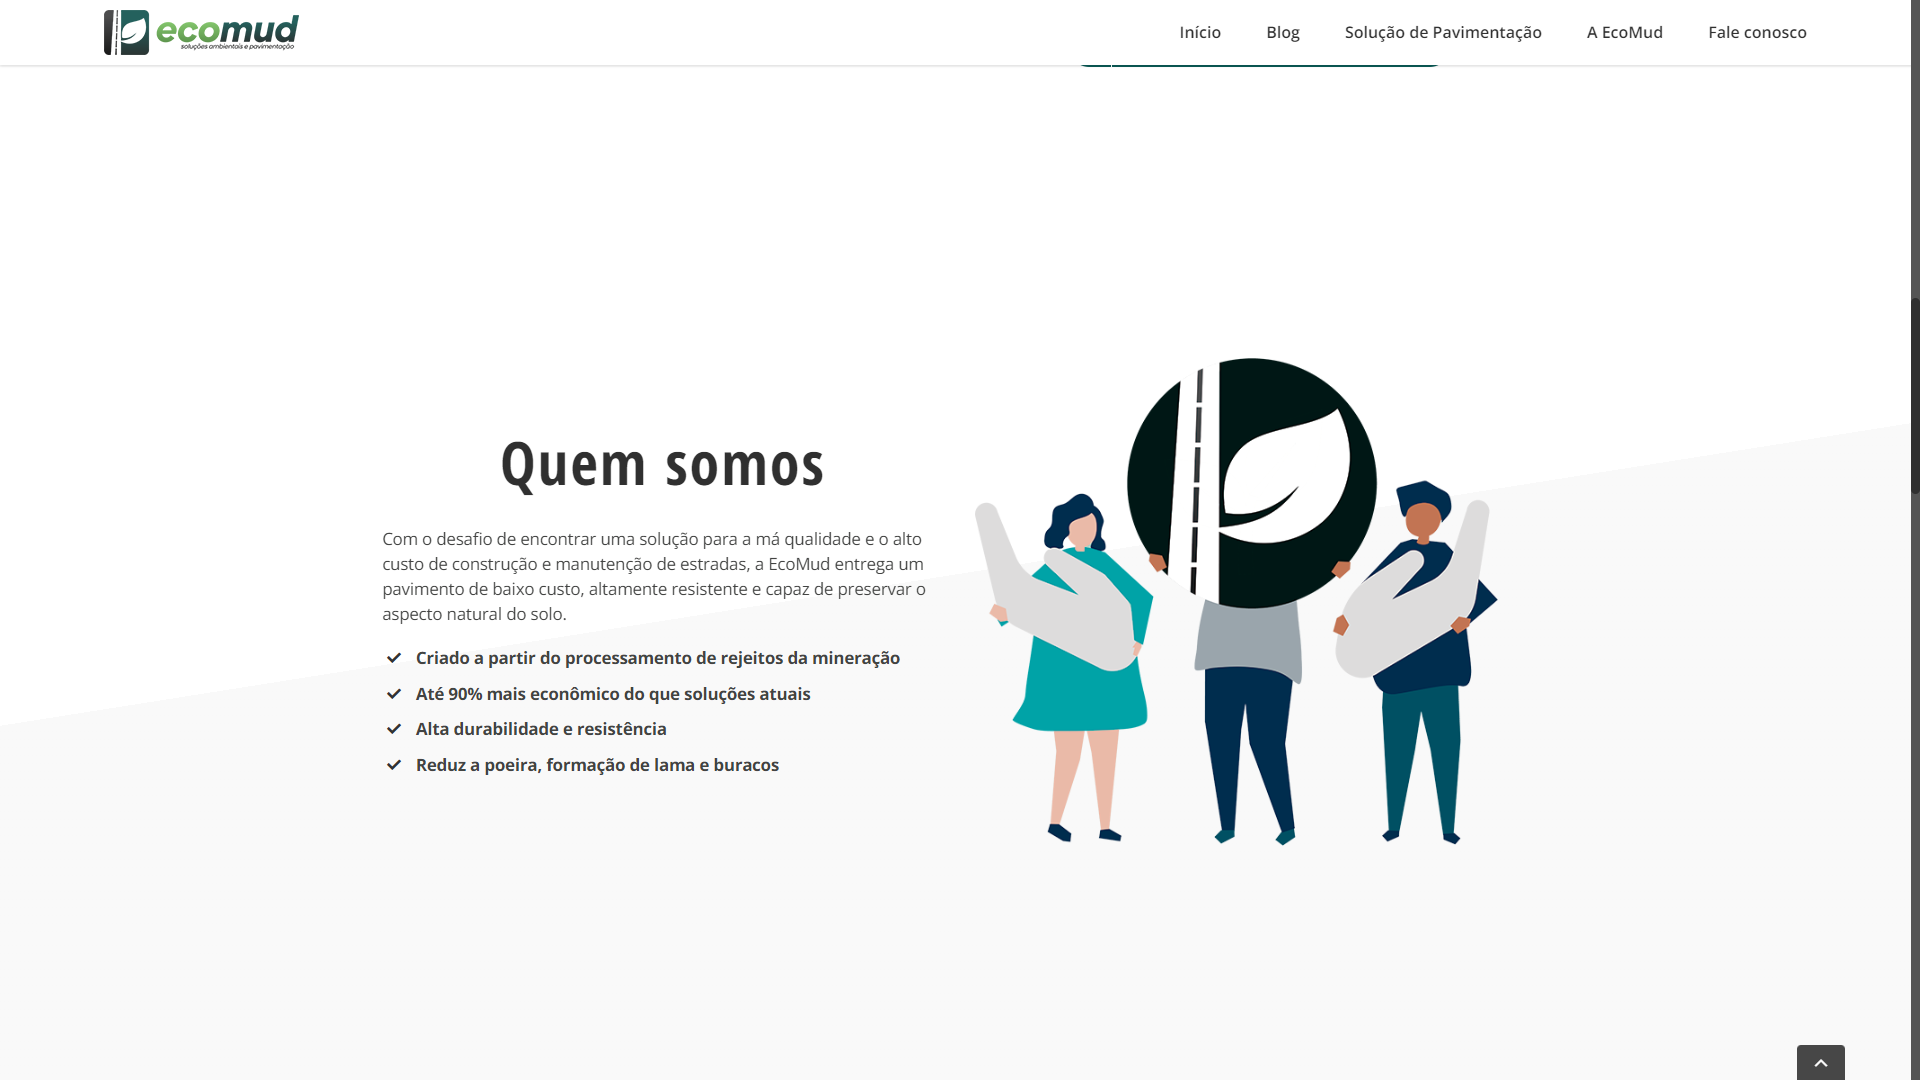 ecomud
soluções ambientais e pavimentação
Início
Blog
Solução de Pavimentação
A EcoMud
Fale conosco
Quem somos
Com o desafio de encontrar uma solução para a má qualidade e o alto
custo de construção e manutenção de estradas, a EcoMud entrega um
pavimento de baixo custo, altamente resistente e capaz de preservar o
aspecto natural do solo.
Criado a partir do processamento de rejeitos da mineração
Até 90% mais econômico do que soluções atuais
Alta durabilidade e resistência
Reduz a poeira, formação de lama e buracos